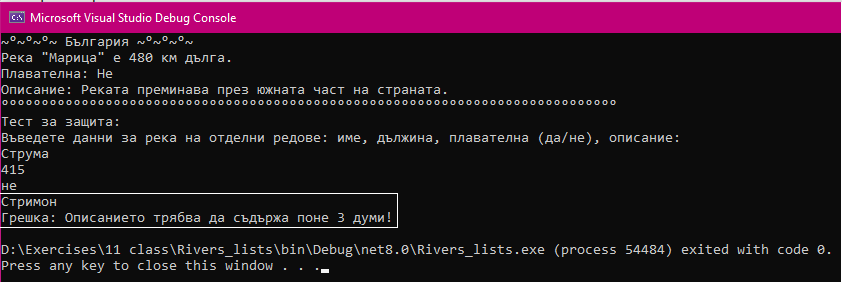 Microsoft Visual Studio Debug Console
~°~°~°~ България ~°~°~°~
Река "Марица" е 480 км дълга.
Плавателна: Не
Описание: Реката преминава през южната част на страната.
°°°°°°°°°°°°°°°°°°°°°°°°°°°°°°°°°°°°°°°°°°°°°°°°°°°°°°°°°°°°°°°°°°°°°°°°°°°°°
Тест за защита:
Въведете данни за река на отделни редове: име, дължина, плавателна (да/не), описание:
Струма
415
не
Стримон
Грешка: Описанието трябва да съдържа поне 3 думи!
D:\Exercises\11 class\Rivers_lists\bin\Debug\net8.0\Rivers_lists.exe (process 54484) exited with code 0.
Press any key to close this window . . .